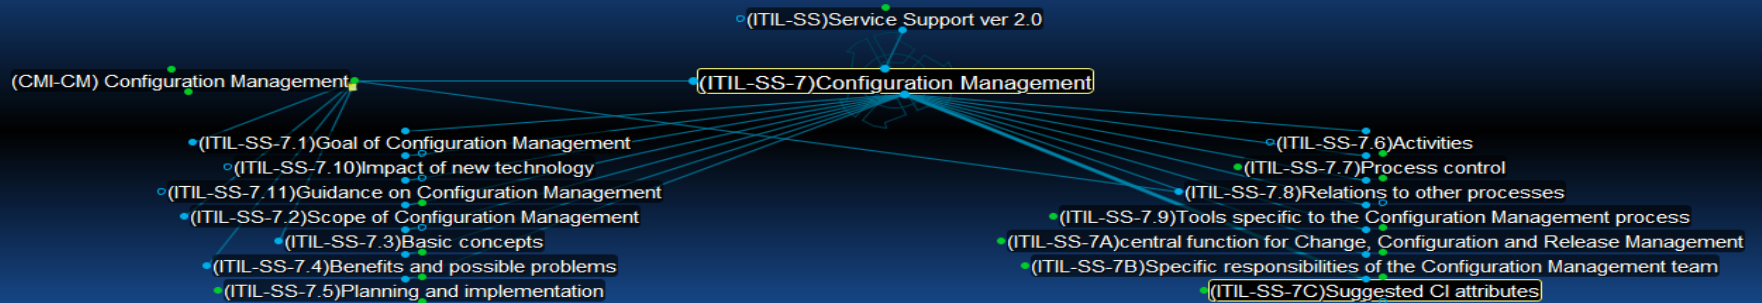 (ITIL-SS)Service Support ver 2.0
(CMI-CM) Configuration Management
(ITIL-SS-7)Configuration Management
(ITIL-SS-7.1)Goal of Configuration Management
(ITIL-SS-7.10)Impact of new technology
(ITIL-SS-7.11)Guidance on Configuration Management
(ITIL-SS-7.2)Scope of Configuration Management
(ITIL-SS-7.3)Basic concepts
(ITIL-SS-7.4)Benefits and possible problems
(ITIL-SS-7.5)Planning and implementation
(ITIL-SS-7.6)Activities
(ITIL-SS-7.7)Process control
(ITIL-SS-7.8)Relations to other processes
(ITIL-SS-7.9)Tools specific to the Configuration Management process
(ITIL-SS-7A)central function for Change, Configuration and Release Management
(ITIL-SS-7B)Specific responsibilities of the Configuration Management team
(ITIL-SS-7C)Suggested CI attributes